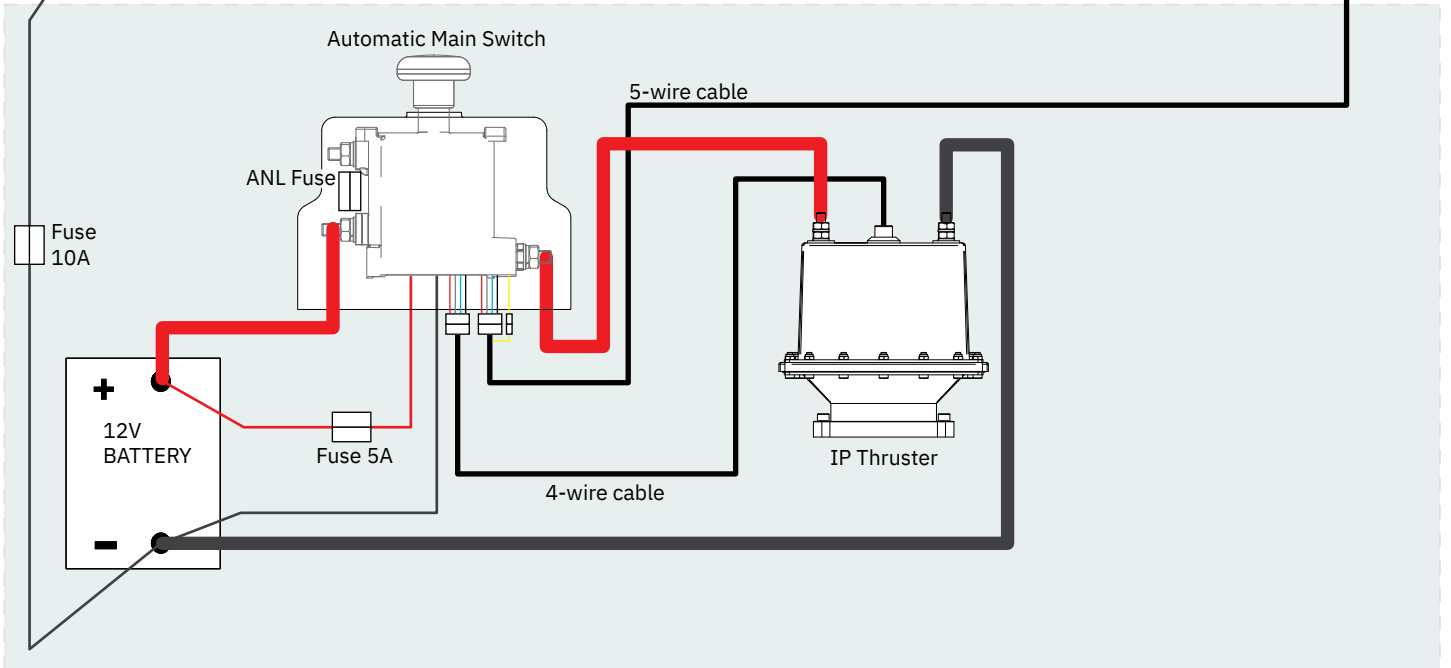 Automatic Main Switch
5-wire cable
ANL Fuse
Fuse
10A
+
12V
BATTERY
Fuse 5A
IP Thruster
4-wire cable
-